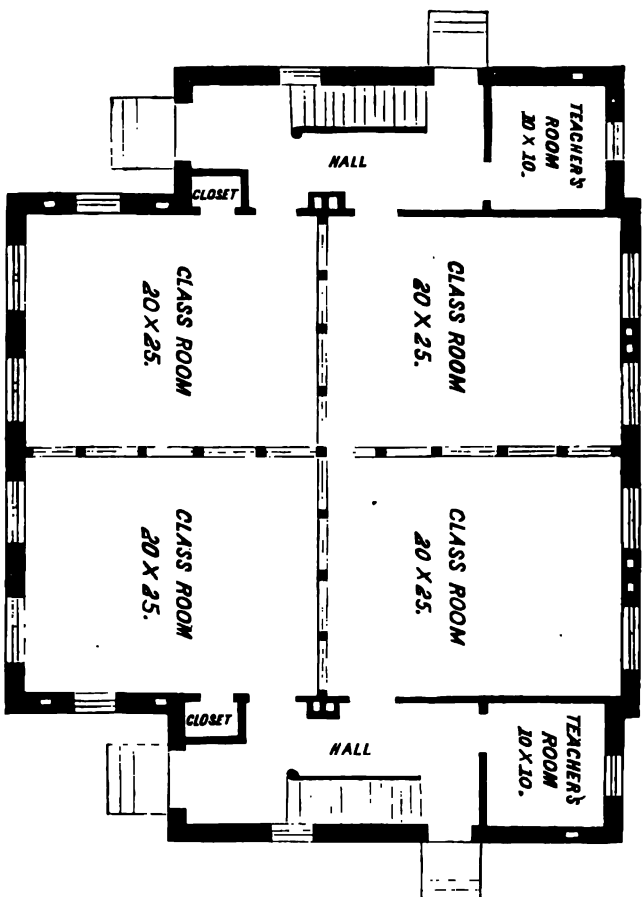 TEACHER'S
ROOM
10 X 10.
HALL
CLOSET
CLASS ROOM
20 X 25.
CLASS ROOM
20 X 25.
CLASS ROOM
20 X 25.
CLASS ROOM
20 X 25.
CLOSET
HALL
TEACHER'S
ROOM
10 X 10.